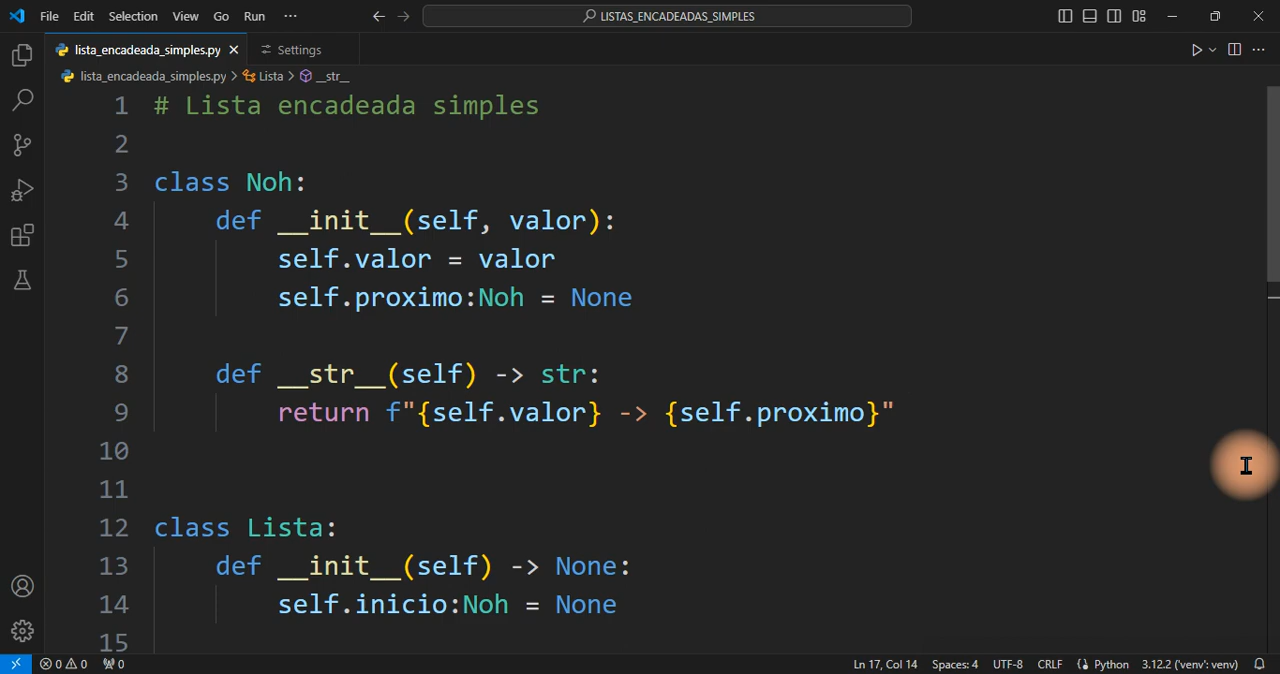 File Edit Selection View Go Run ··· LISTAS_ENCADEADAS_SIMPLES
lista_encadeada_simples.py Settings
lista_encadeada_simples.py > Lista > __str__
1 # Lista encadeada simples
2
3 class Noh:
4 def __init__(self, valor):
5 self.valor = valor
6 self.proximo:Noh = None
7
8 def __str__(self) -> str:
9 return f"{self.valor} -> {self.proximo}"
10
11
12 class Lista:
13 def __init__(self) -> None:
14 self.inicio:Noh = None
15
0 0 0 Ln 17, Col 14 Spaces: 4 UTF-8 CRLF Python 3.12.2 ('venv': venv)